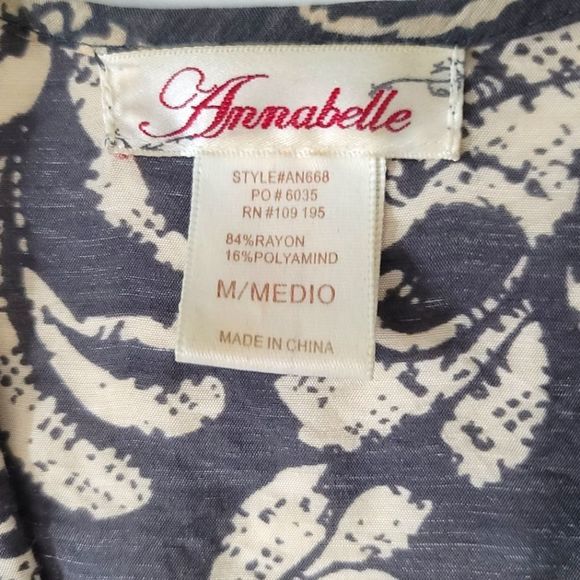 Annabelle
STYLE#AN668
PO # 6035
RN #109 195
84%RAYON
16%POLYAMIND
M/MEDIO
MADE IN CHINA